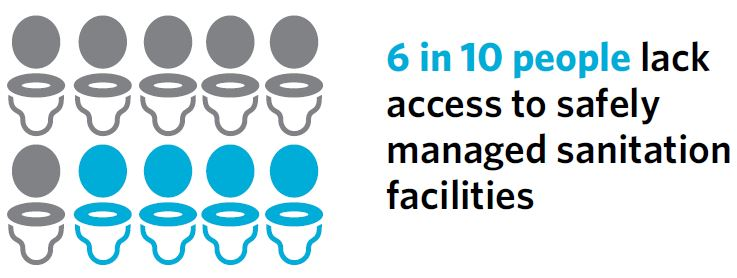 6 in 10 people lack
access to safely
managed sanitation
facilities